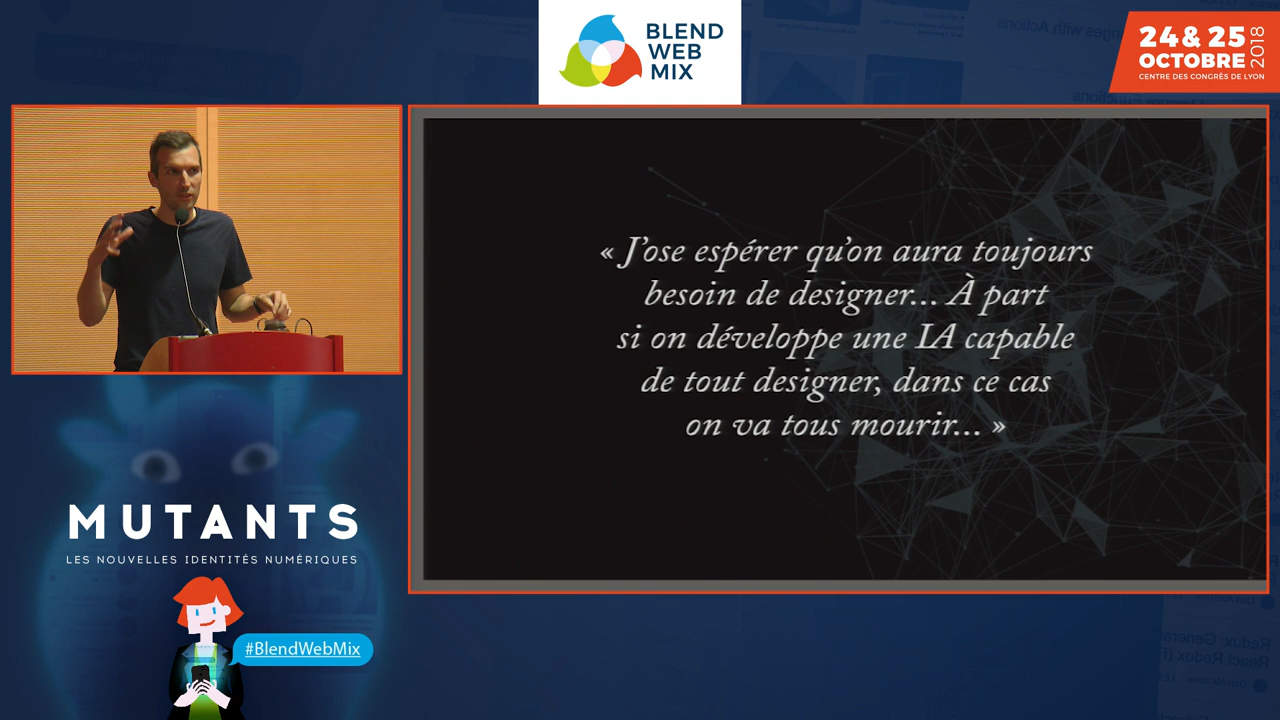 BLEND
WEB
MIX
24 & 25
OCTOBRE
2018
CENTRE DES CONGRÈS DE LYON
« J'ose espérer qu'on aura toujours
besoin de designer... À part
si on développe une IA capable
de tout designer, dans ce cas
on va tous mourir... »
MUTANTS
LES NOUVELLES IDENTITÉS NUMÉRIQUES
#BlendWebMix